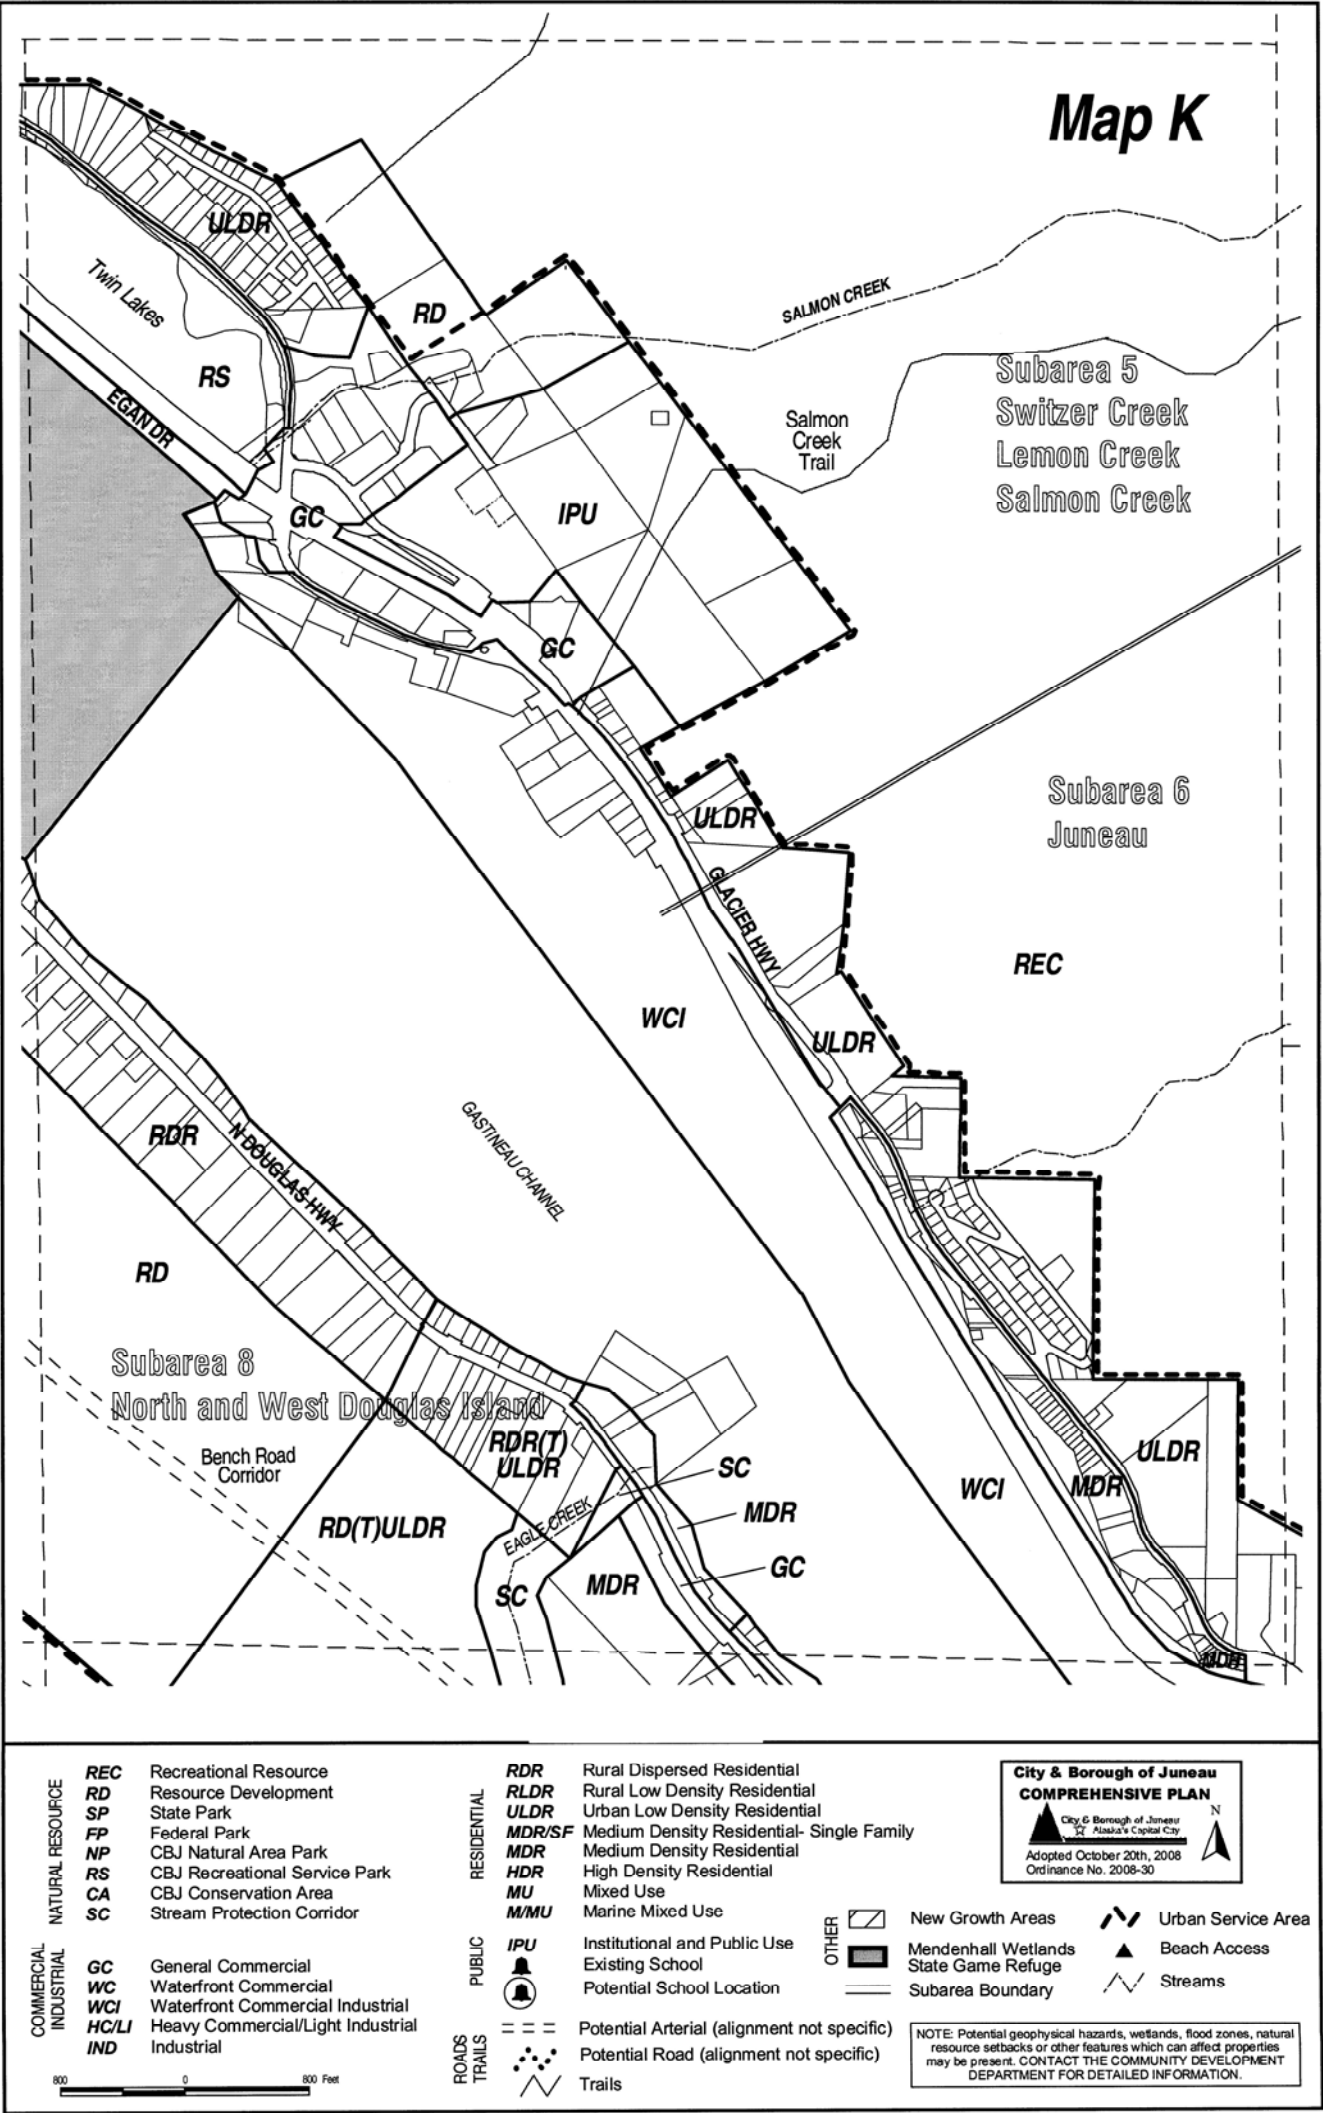 Map K
ULDR
Twin Lakes
RD
SALMON CREEK
RS
EGAN DR
Subarea 5
Switzer Creek
Lemon Creek
Salmon Creek
Salmon
Creek
Trail
GC
IPU
GC
Subarea 6
Juneau
ULDR
GLACIER HWY
REC
WCI
ULDR
GASTINEAU CHANNEL
RDR
N DOUGLAS HWY
RD
Subarea 8
North and West Douglas Island
Bench Road
Corridor
RDR(T)
ULDR
ULDR
SC
MDR
WCI
MDR
RD(T)ULDR
EAGLE CREEK
GC
MDR
SC
MDR
NATURAL RESOURCE
REC Recreational Resource
RD Resource Development
SP State Park
FP Federal Park
NP CBJ Natural Area Park
RS CBJ Recreational Service Park
CA CBJ Conservation Area
SC Stream Protection Corridor
COMMERCIAL
INDUSTRIAL
GC General Commercial
WC Waterfront Commercial
WCI Waterfront Commercial Industrial
HC/LI Heavy Commercial/Light Industrial
IND Industrial
800 0 800 Feet
RESIDENTIAL
RDR Rural Dispersed Residential
RLDR Rural Low Density Residential
ULDR Urban Low Density Residential
MDR/SF Medium Density Residential- Single Family
MDR Medium Density Residential
HDR High Density Residential
MU Mixed Use
M/MU Marine Mixed Use
PUBLIC
IPU Institutional and Public Use
Existing School
Potential School Location
ROADS
TRAILS
Potential Arterial (alignment not specific)
Potential Road (alignment not specific)
Trails
City & Borough of Juneau
COMPREHENSIVE PLAN
City & Borough of Juneau
Alaska's Capital City
N
Adopted October 20th, 2008
Ordinance No. 2008-30
OTHER
New Growth Areas
Mendenhall Wetlands
State Game Refuge
Subarea Boundary
Urban Service Area
Beach Access
Streams
NOTE: Potential geophysical hazards, wetlands, flood zones, natural
resource setbacks or other features which can affect properties
may be present. CONTACT THE COMMUNITY DEVELOPMENT
DEPARTMENT FOR DETAILED INFORMATION.